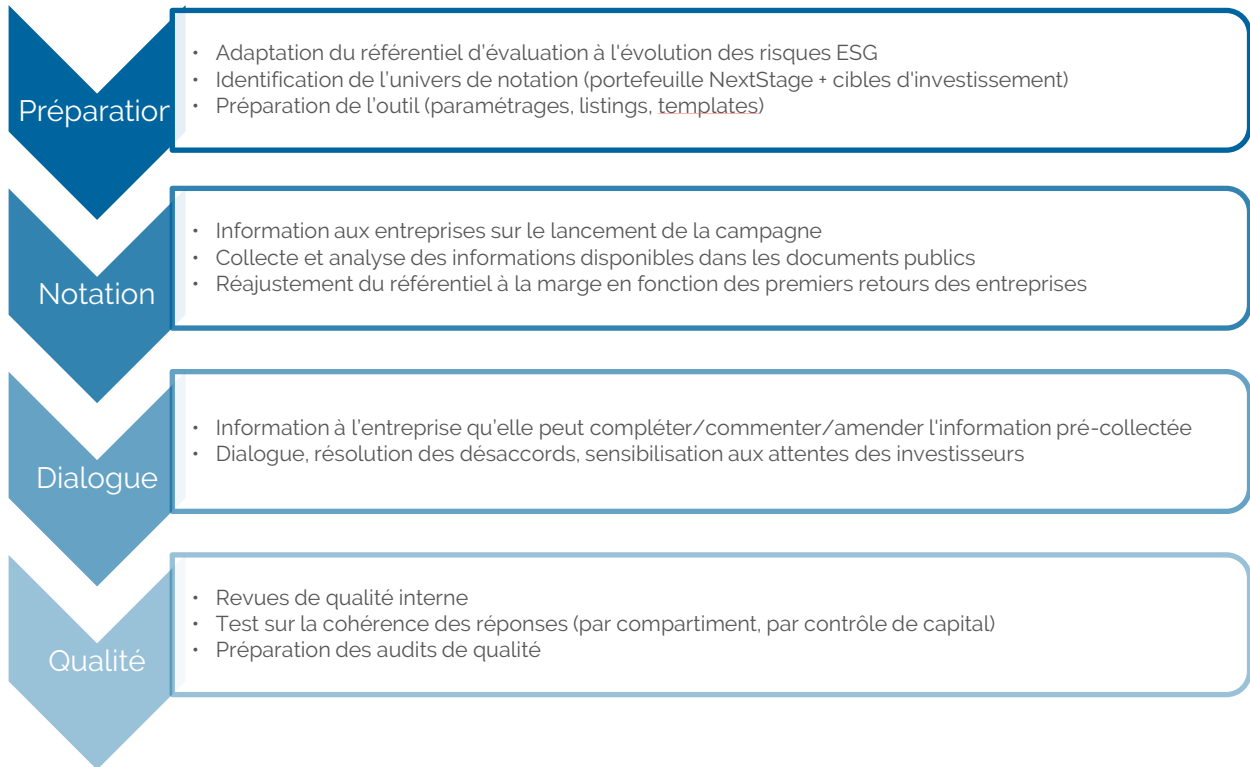 Préparation
• Adaptation du référentiel d’évaluation à l'évolution des risques ESG
• Identification de l’univers de notation (portefeuille NextStage + cibles d'investissement)
• Préparation de l’outil (paramétrages, listings, templates)
Notation
• Information aux entreprises sur le lancement de la campagne
• Collecte et analyse des informations disponibles dans les documents publics
• Réajustement du référentiel à la marge en fonction des premiers retours des entreprises
Dialogue
• Information à l’entreprise qu’elle peut compléter/commenter/amender l'information pré-collectée
• Dialogue, résolution des désaccords, sensibilisation aux attentes des investisseurs
Qualité
• Revues de qualité interne
• Test sur la cohérence des réponses (par compartiment, par contrôle de capital)
• Préparation des audits de qualité